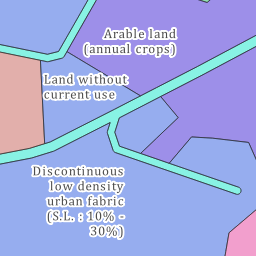 Arable land
(annual crops)
Land without
current use
Discontinuous
low density
urban fabric
(S.L. : 10% -
30%)